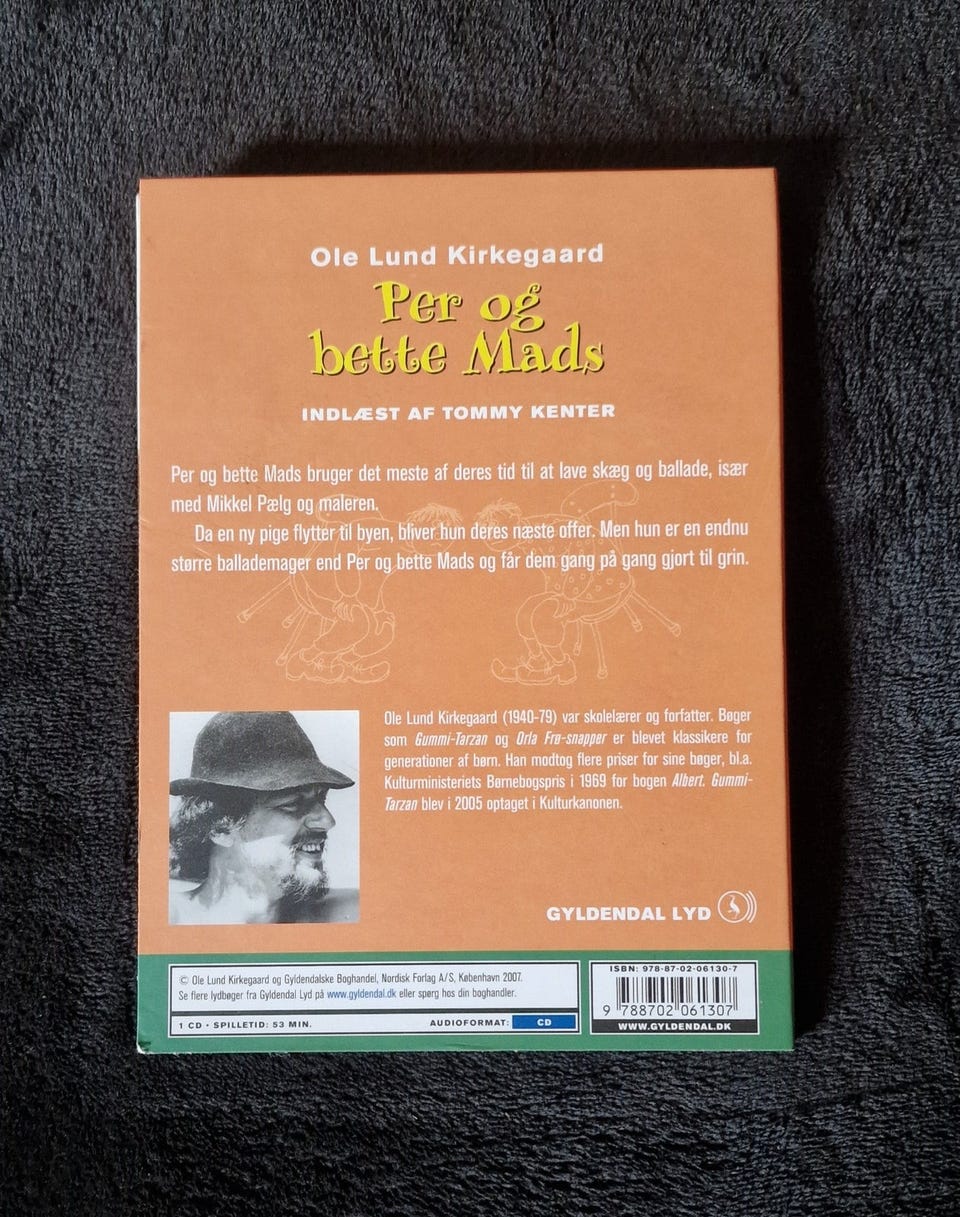 Ole Lund Kirkegaard
Per og
bette Mads
INDLÆST AF TOMMY KENTER
Per og bette Mads bruger det meste af deres tid til at lave skæg og ballade, især
med Mikkel Pælg og maleren.
Da en ny pige flytter til byen, bliver hun deres næste offer. Men hun er en endnu
større ballademager end Per og bette Mads og får dem gang på gang gjort til grin.
Ole Lund Kirkegaard (1940-79) var skolelærer og forfatter. Bøger
som Gummi-Tarzan og Orla Frø-snapper er blevet klassikere for
generationer af børn. Han modtog flere priser for sine bøger, bl.a.
Kulturministeriets Børnebogspris i 1969 for bogen Albert. Gummi-
Tarzan blev i 2005 optaget i Kulturkanonen.
GYLDENDAL LYD
© Ole Lund Kirkegaard og Gyldendalske Boghandel, Nordisk Forlag A/S, København 2007.
Se flere lydbøger fra Gyldendal Lyd på www.gyldendal.dk eller spørg hos din boghandler.
1 CD • SPILLETID: 53 MIN.
AUDIOFORMAT: CD
ISBN: 978-87-02-06130-7
9 788702 061307
WWW.GYLDENDAL.DK